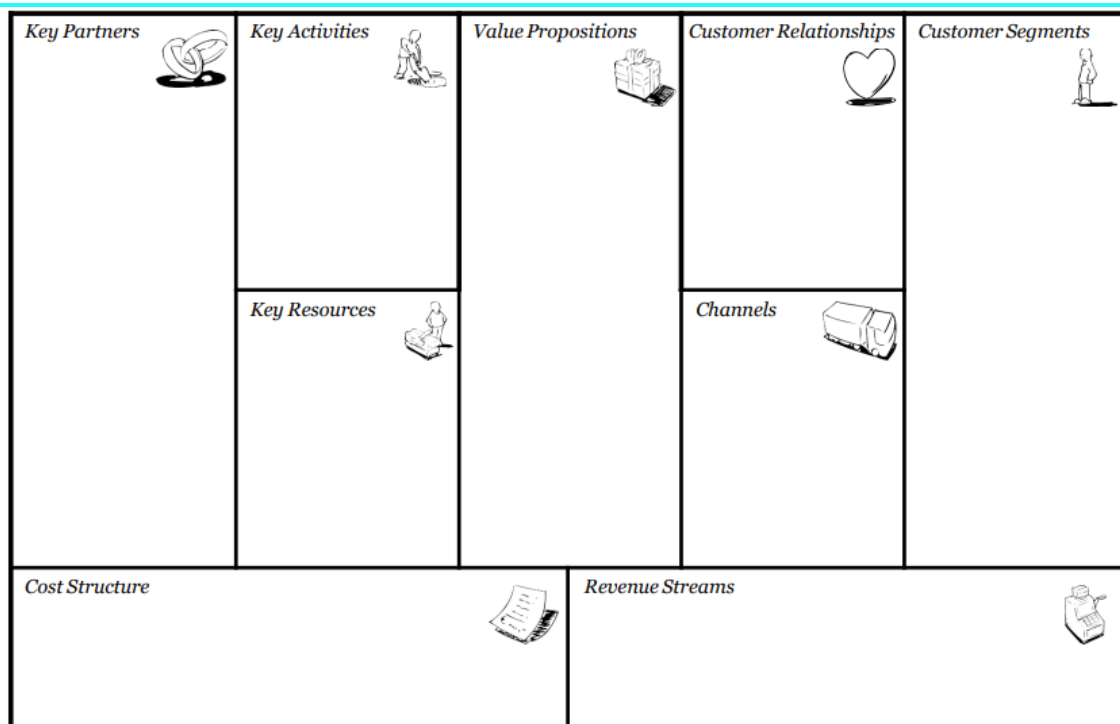 Key Partners
Key Activities
Value Propositions
Customer Relationships
Customer Segments
Key Resources
Channels
Cost Structure
Revenue Streams